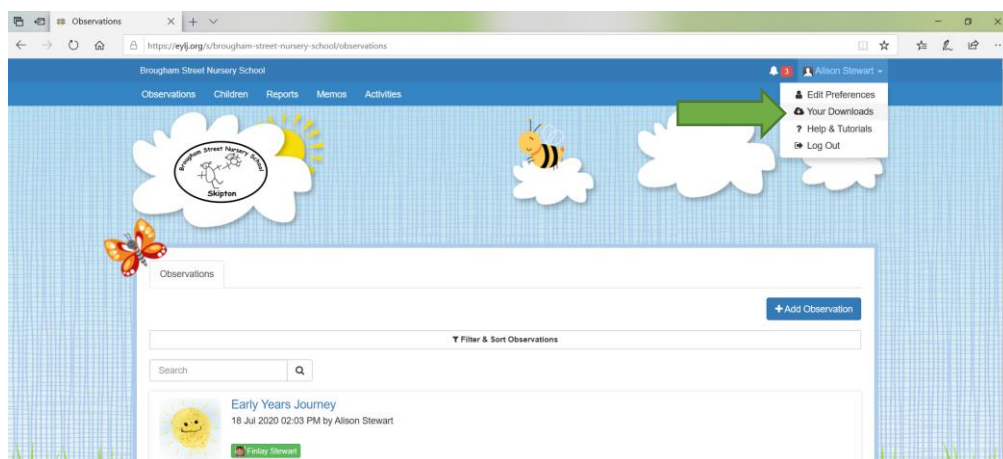 Observations
https://eylj.org/s/brougham-street-nursery-school/observations
Brougham Street Nursery School
3 Alison Stewart
Observations Children Reports Memos Activities
Edit Preferences
Your Downloads
? Help & Tutorials
Log Out
Brougham Street Nursery School
Skipton
Observations
+ Add Observation
Filter & Sort Observations
Search
Early Years Journey
18 Jul 2020 02:03 PM by Alison Stewart
Finlay Stewart